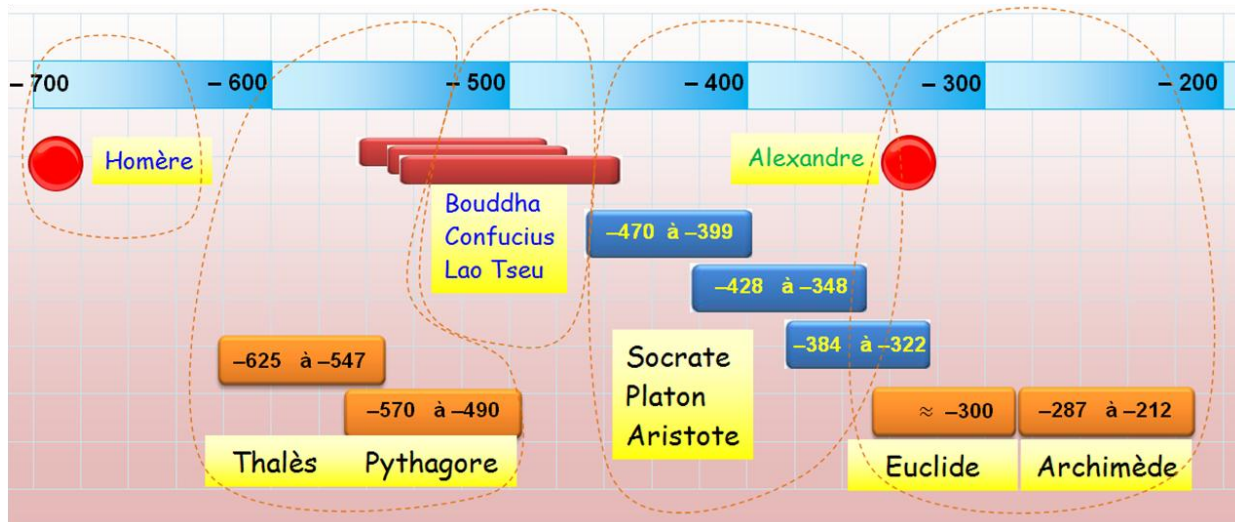 – 700
– 600
– 500
– 400
– 300
– 200
Homère
Bouddha
Confucius
Lao Tseu
Alexandre
–470 à –399
–428 à –348
–384 à –322
Socrate
Platon
Aristote
–625 à –547
–570 à –490
Thalès
Pythagore
≈ –300
–287 à –212
Euclide
Archimède